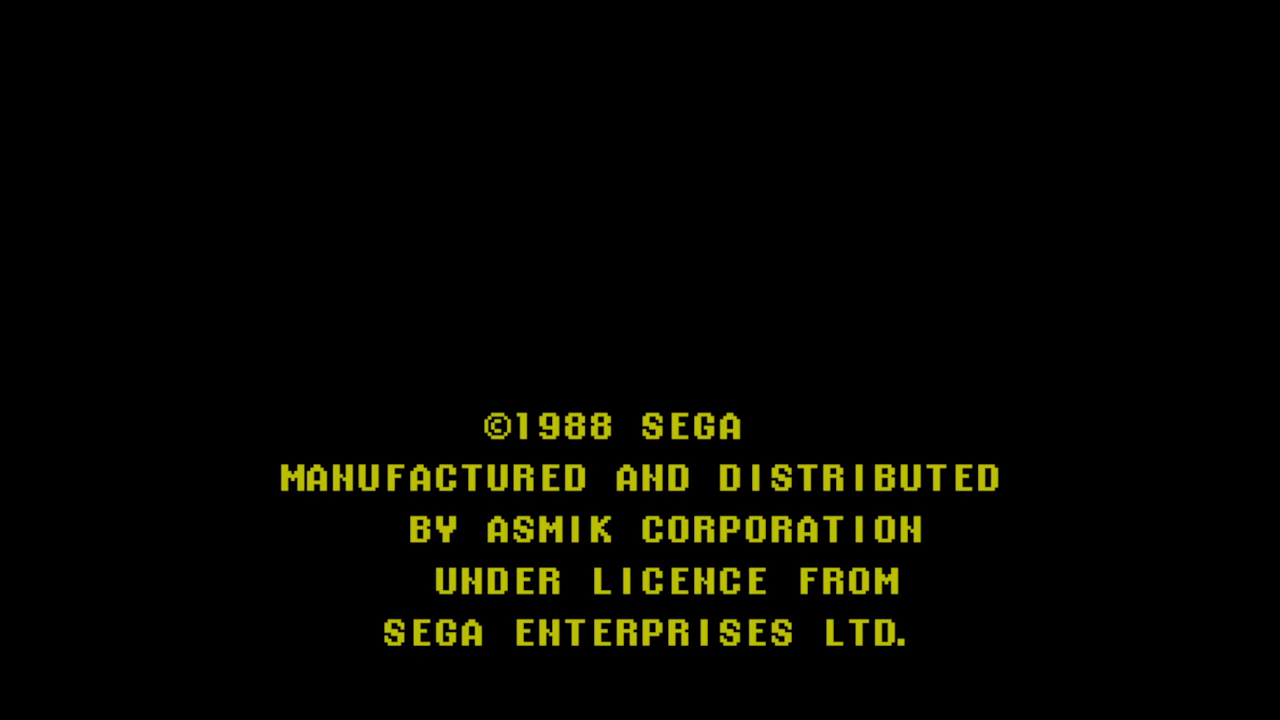 ©1988 SEGA
MANUFACTURED AND DISTRIBUTED
BY ASMIK CORPORATION
UNDER LICENCE FROM
SEGA ENTERPRISES LTD.